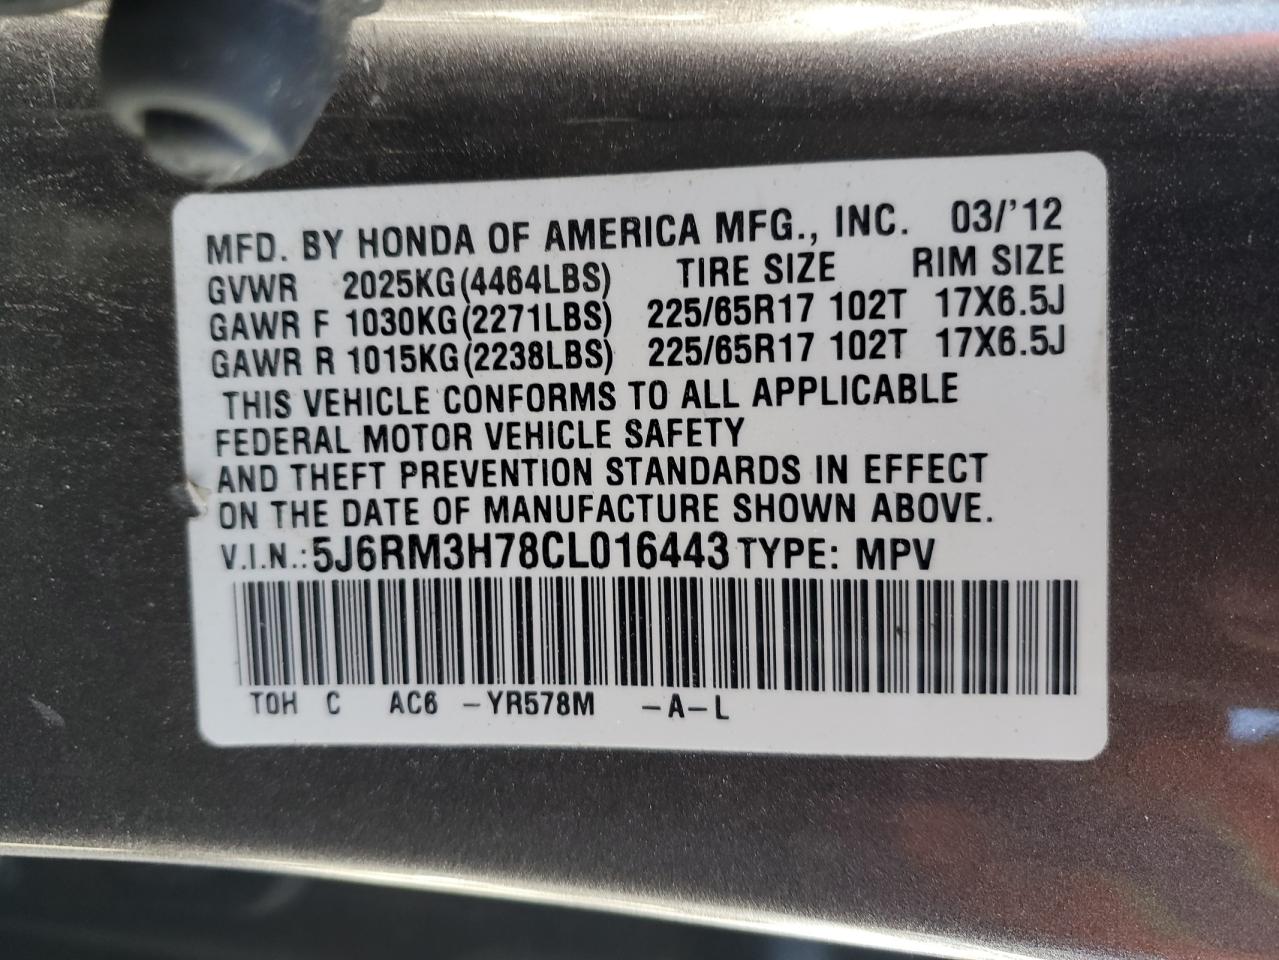 MFD. BY HONDA OF AMERICA MFG., INC. 03/'12
GVWR 2025KG(4464LBS) TIRE SIZE RIM SIZE
GAWR F 1030KG(2271LBS) 225/65R17 102T 17X6.5J
GAWR R 1015KG(2238LBS) 225/65R17 102T 17X6.5J
THIS VEHICLE CONFORMS TO ALL APPLICABLE
FEDERAL MOTOR VEHICLE SAFETY
AND THEFT PREVENTION STANDARDS IN EFFECT
ON THE DATE OF MANUFACTURE SHOWN ABOVE.
V.I.N.: 5J6RM3H78CL016443 TYPE: MPV
TOH C AC6 -YR578M -A-L